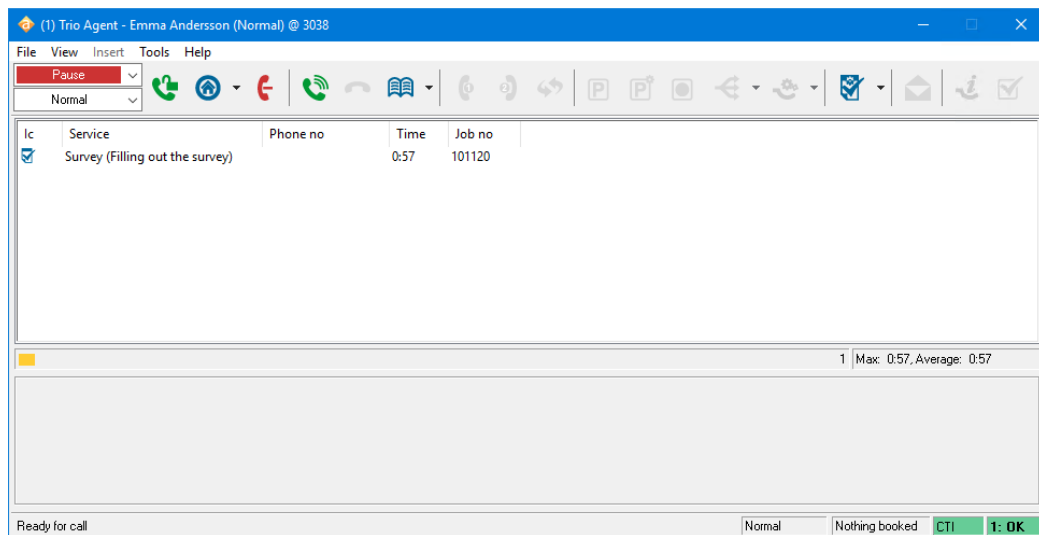 (1) Trio Agent - Emma Andersson (Normal) @ 3038
File View Insert Tools Help
Pause
Normal
Ic Service Phone no Time Job no
Survey (Filling out the survey) 0:57 101120
1 Max: 0:57, Average: 0:57
Ready for call Normal Nothing booked CTI 1: OK